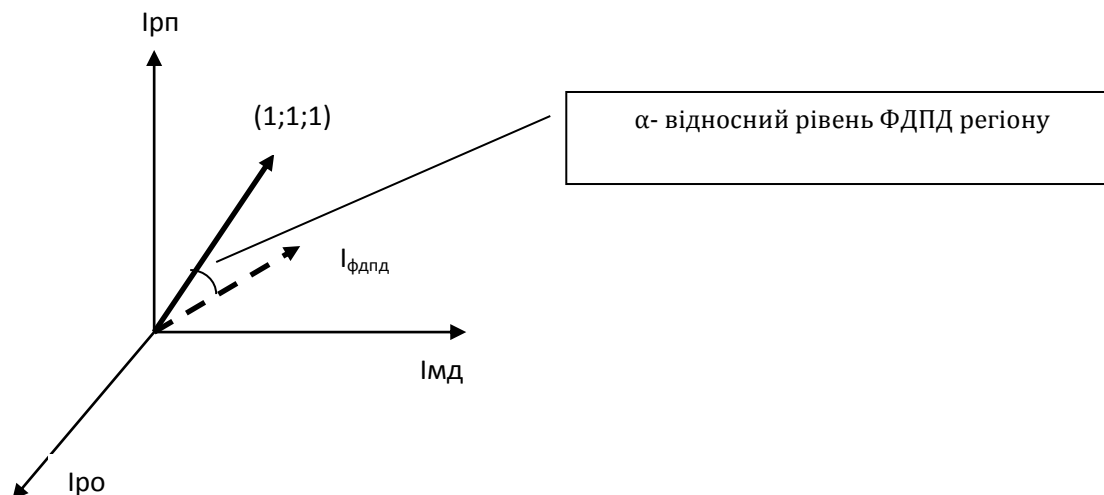 Ірп
(1;1;1)
α- відносний рівень ФДПД регіону
Іфдпд
Імд
Іро